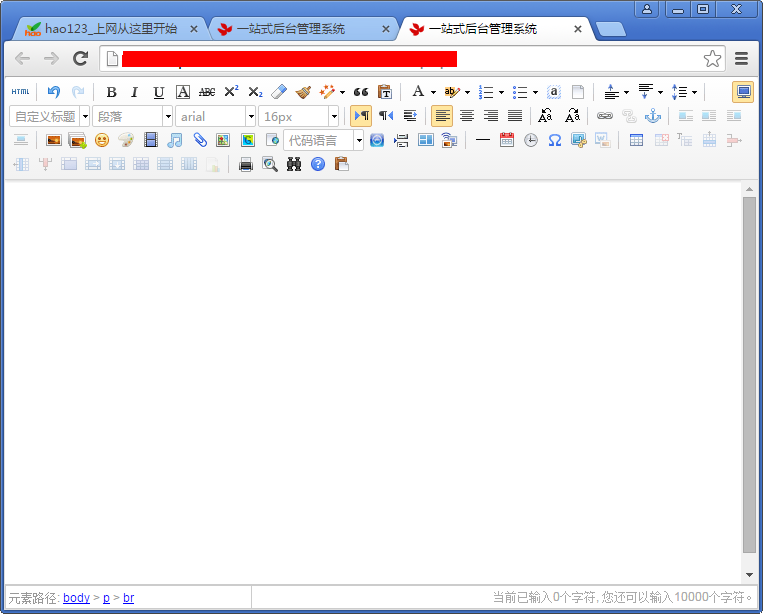 hao123_上网从这里开始
一站式后台管理系统
一站式后台管理系统
HTML
B I U A ABC X² X₂
A ab a
自定义标题 段落 arial 16px
代码语言
元素路径: body > p > br
当前已输入0个字符, 您还可以输入10000个字符。